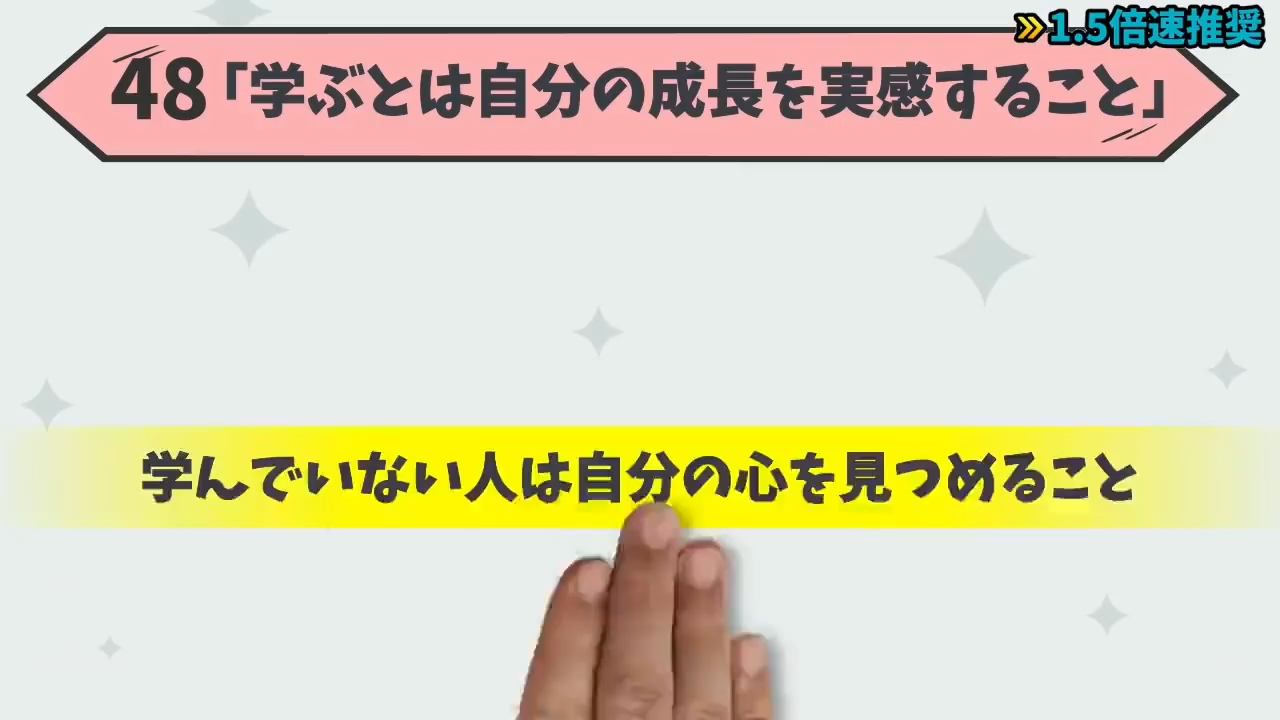 »1.5倍速推奨
48「学ぶとは自分の成長を実感すること」
学んでいない人は自分の心を見つめること